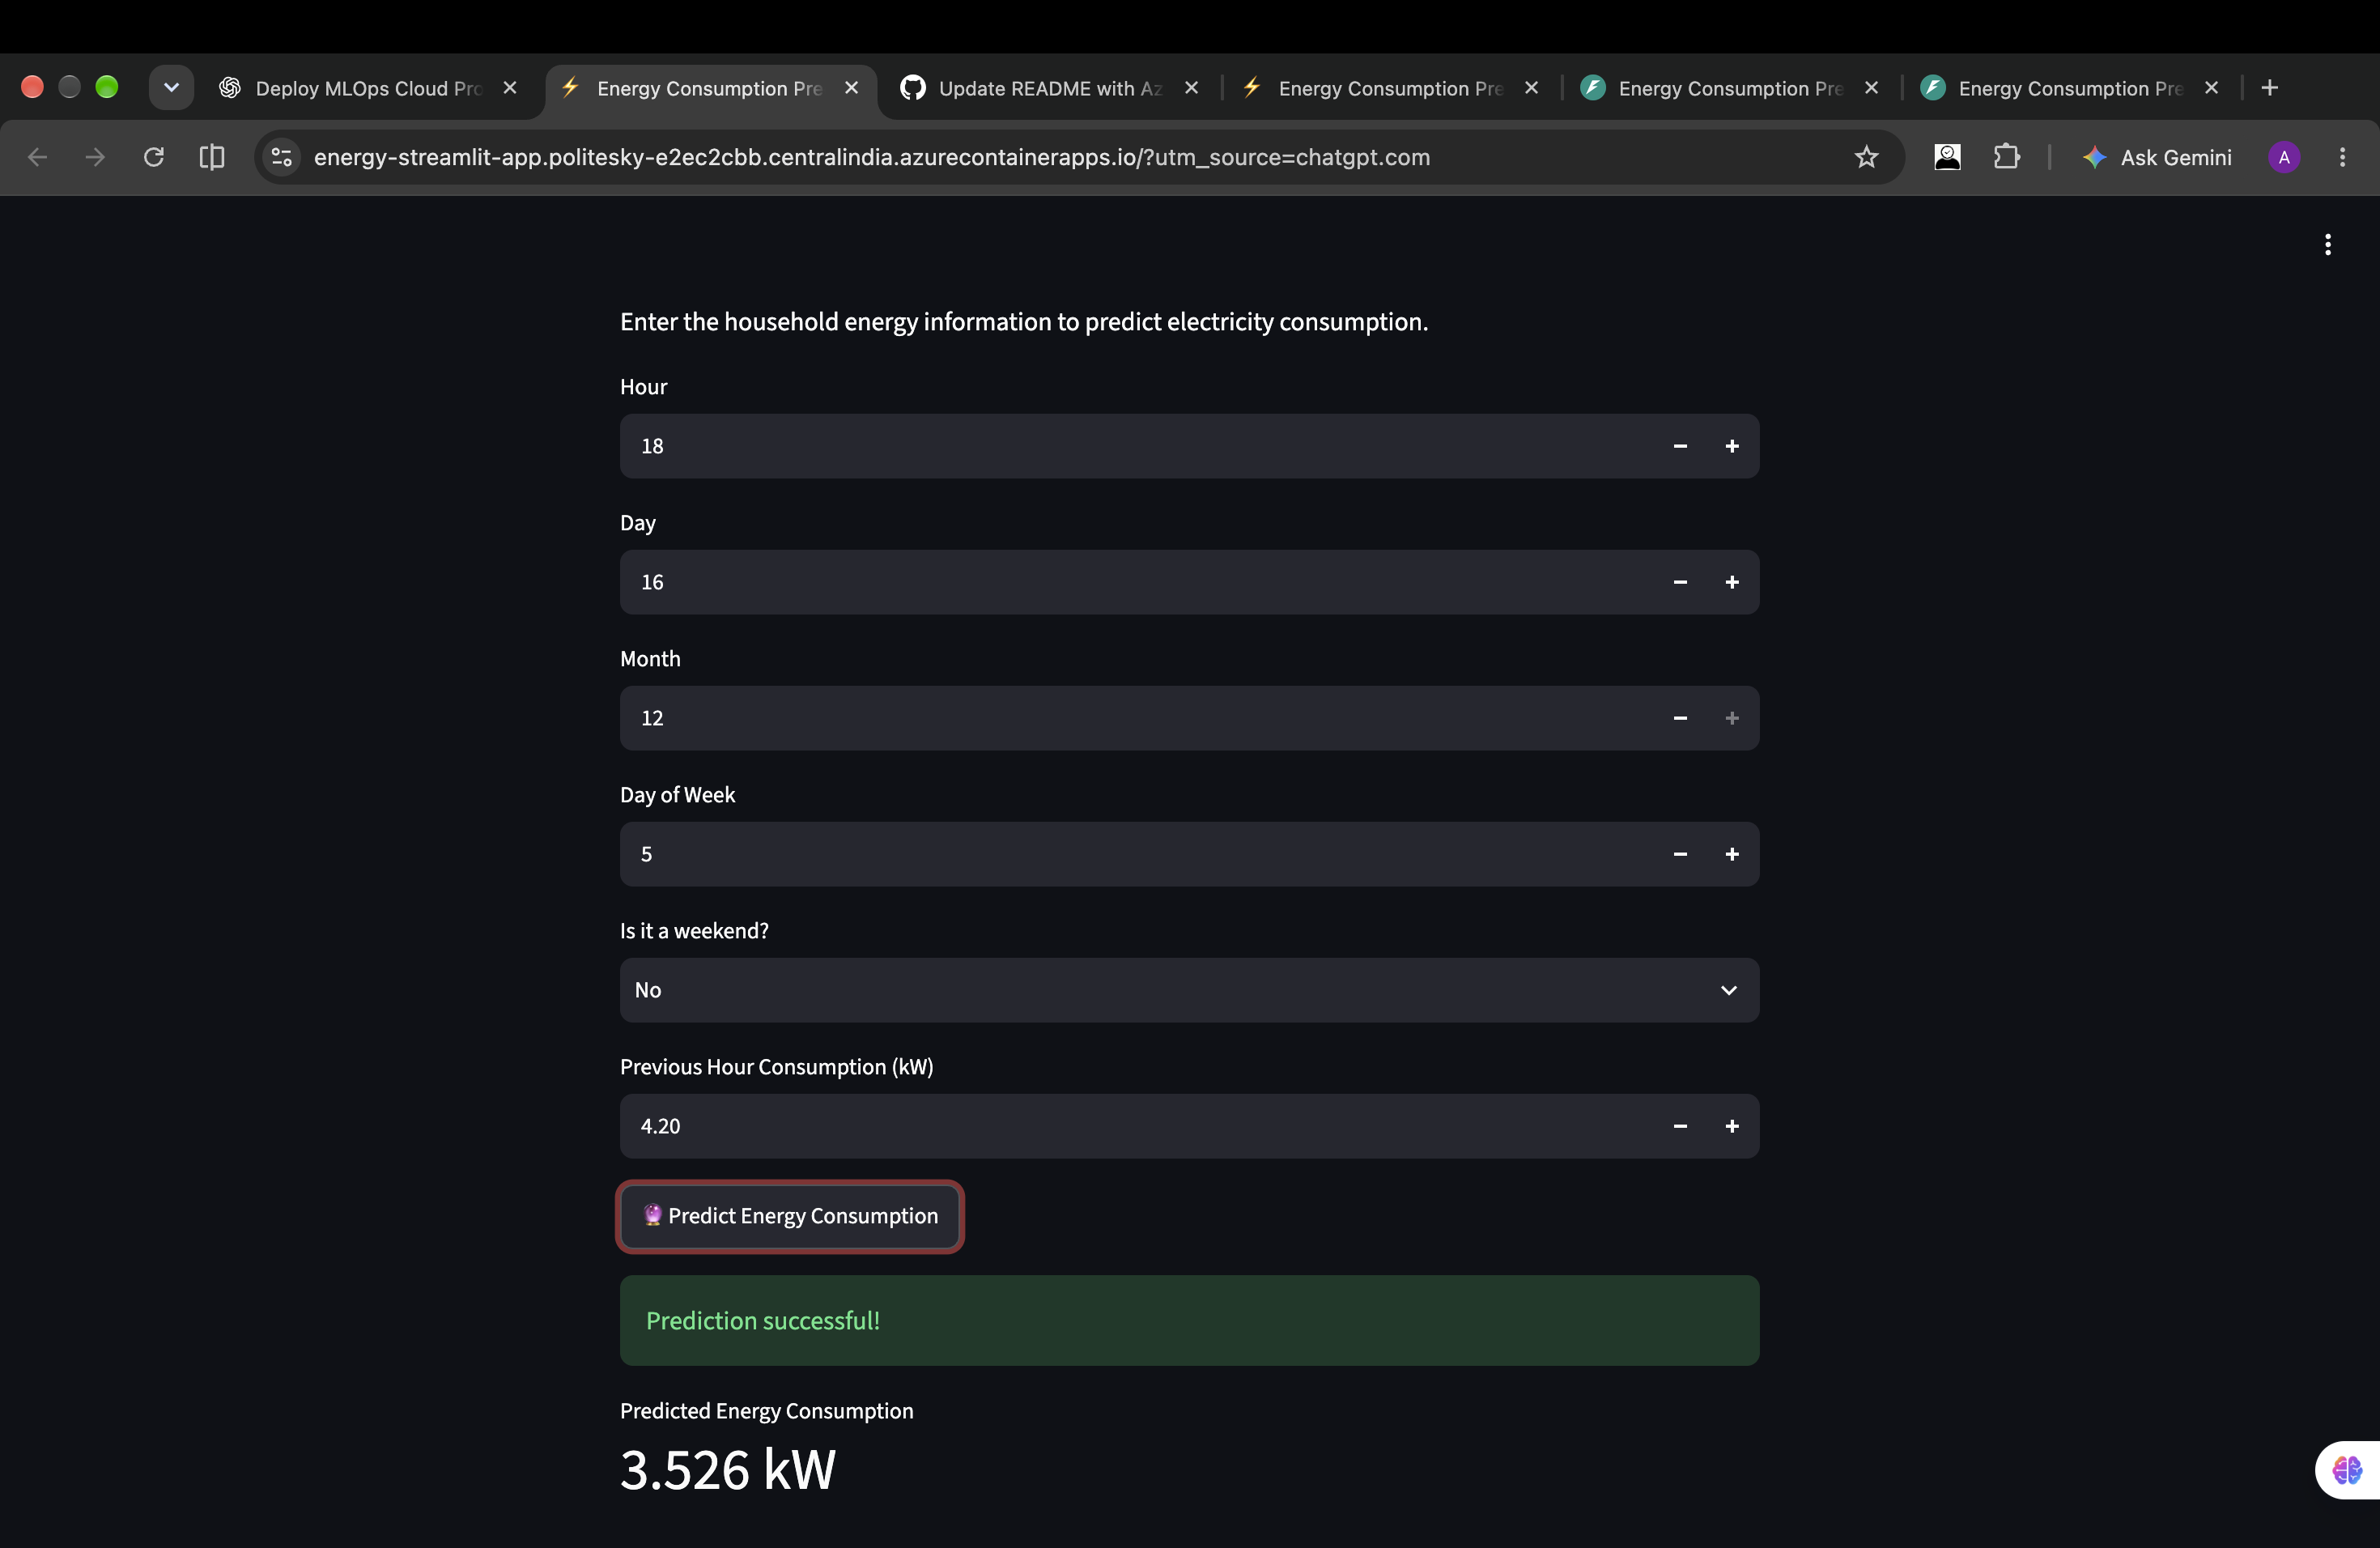 Deploy MLOps Cloud Pro
Energy Consumption Pre
Update README with Az
Energy Consumption Pre
Energy Consumption Pre
Energy Consumption Pre
energy-streamlit-app.politesky-e2ec2cbb.centralindia.azurecontainerapps.io/?utm_source=chatgpt.com
Ask Gemini
A
Enter the household energy information to predict electricity consumption.
Hour
18
Day
16
Month
12
Day of Week
5
Is it a weekend?
No
Previous Hour Consumption (kW)
4.20
Predict Energy Consumption
Prediction successful!
Predicted Energy Consumption
3.526 kW